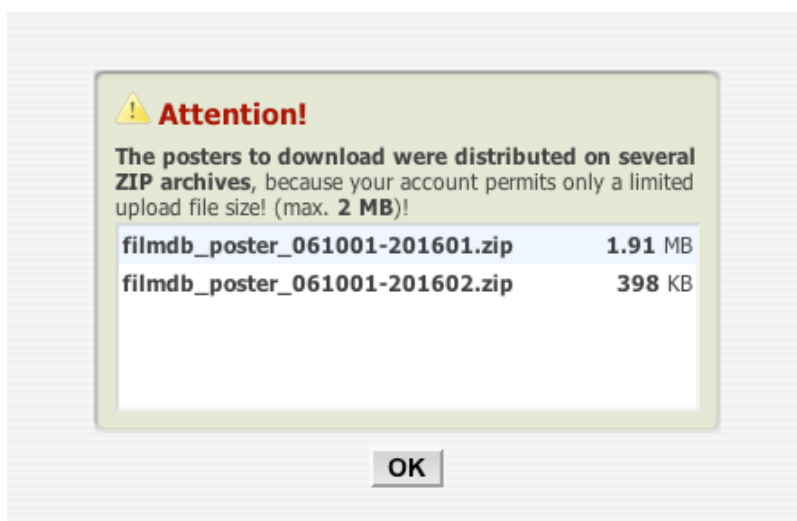 Attention!
The posters to download were distributed on several
ZIP archives, because your account permits only a limited
upload file size! (max. 2 MB)!
filmdb_poster_061001-201601.zip 1.91 MB
filmdb_poster_061001-201602.zip 398 KB
OK